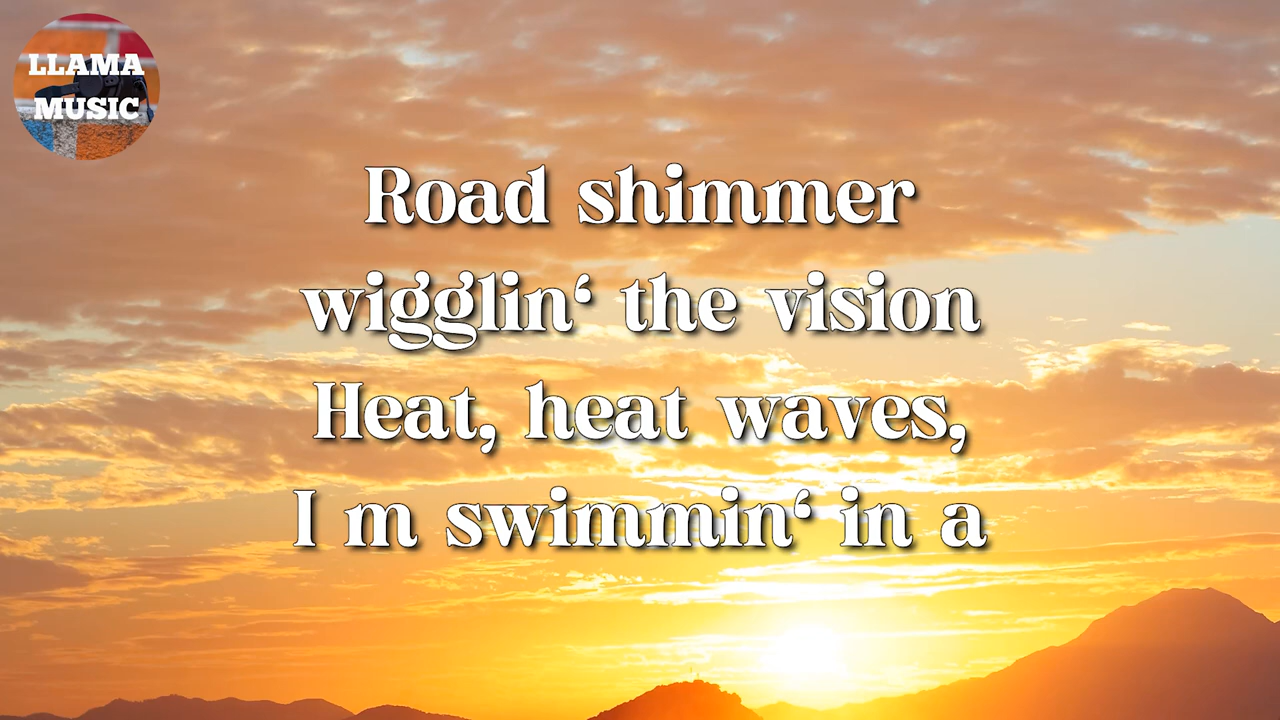 LLAMA
MUSIC
Road shimmer
wigglin‘ the vision
Heat, heat waves,
I m swimmin‘ in a